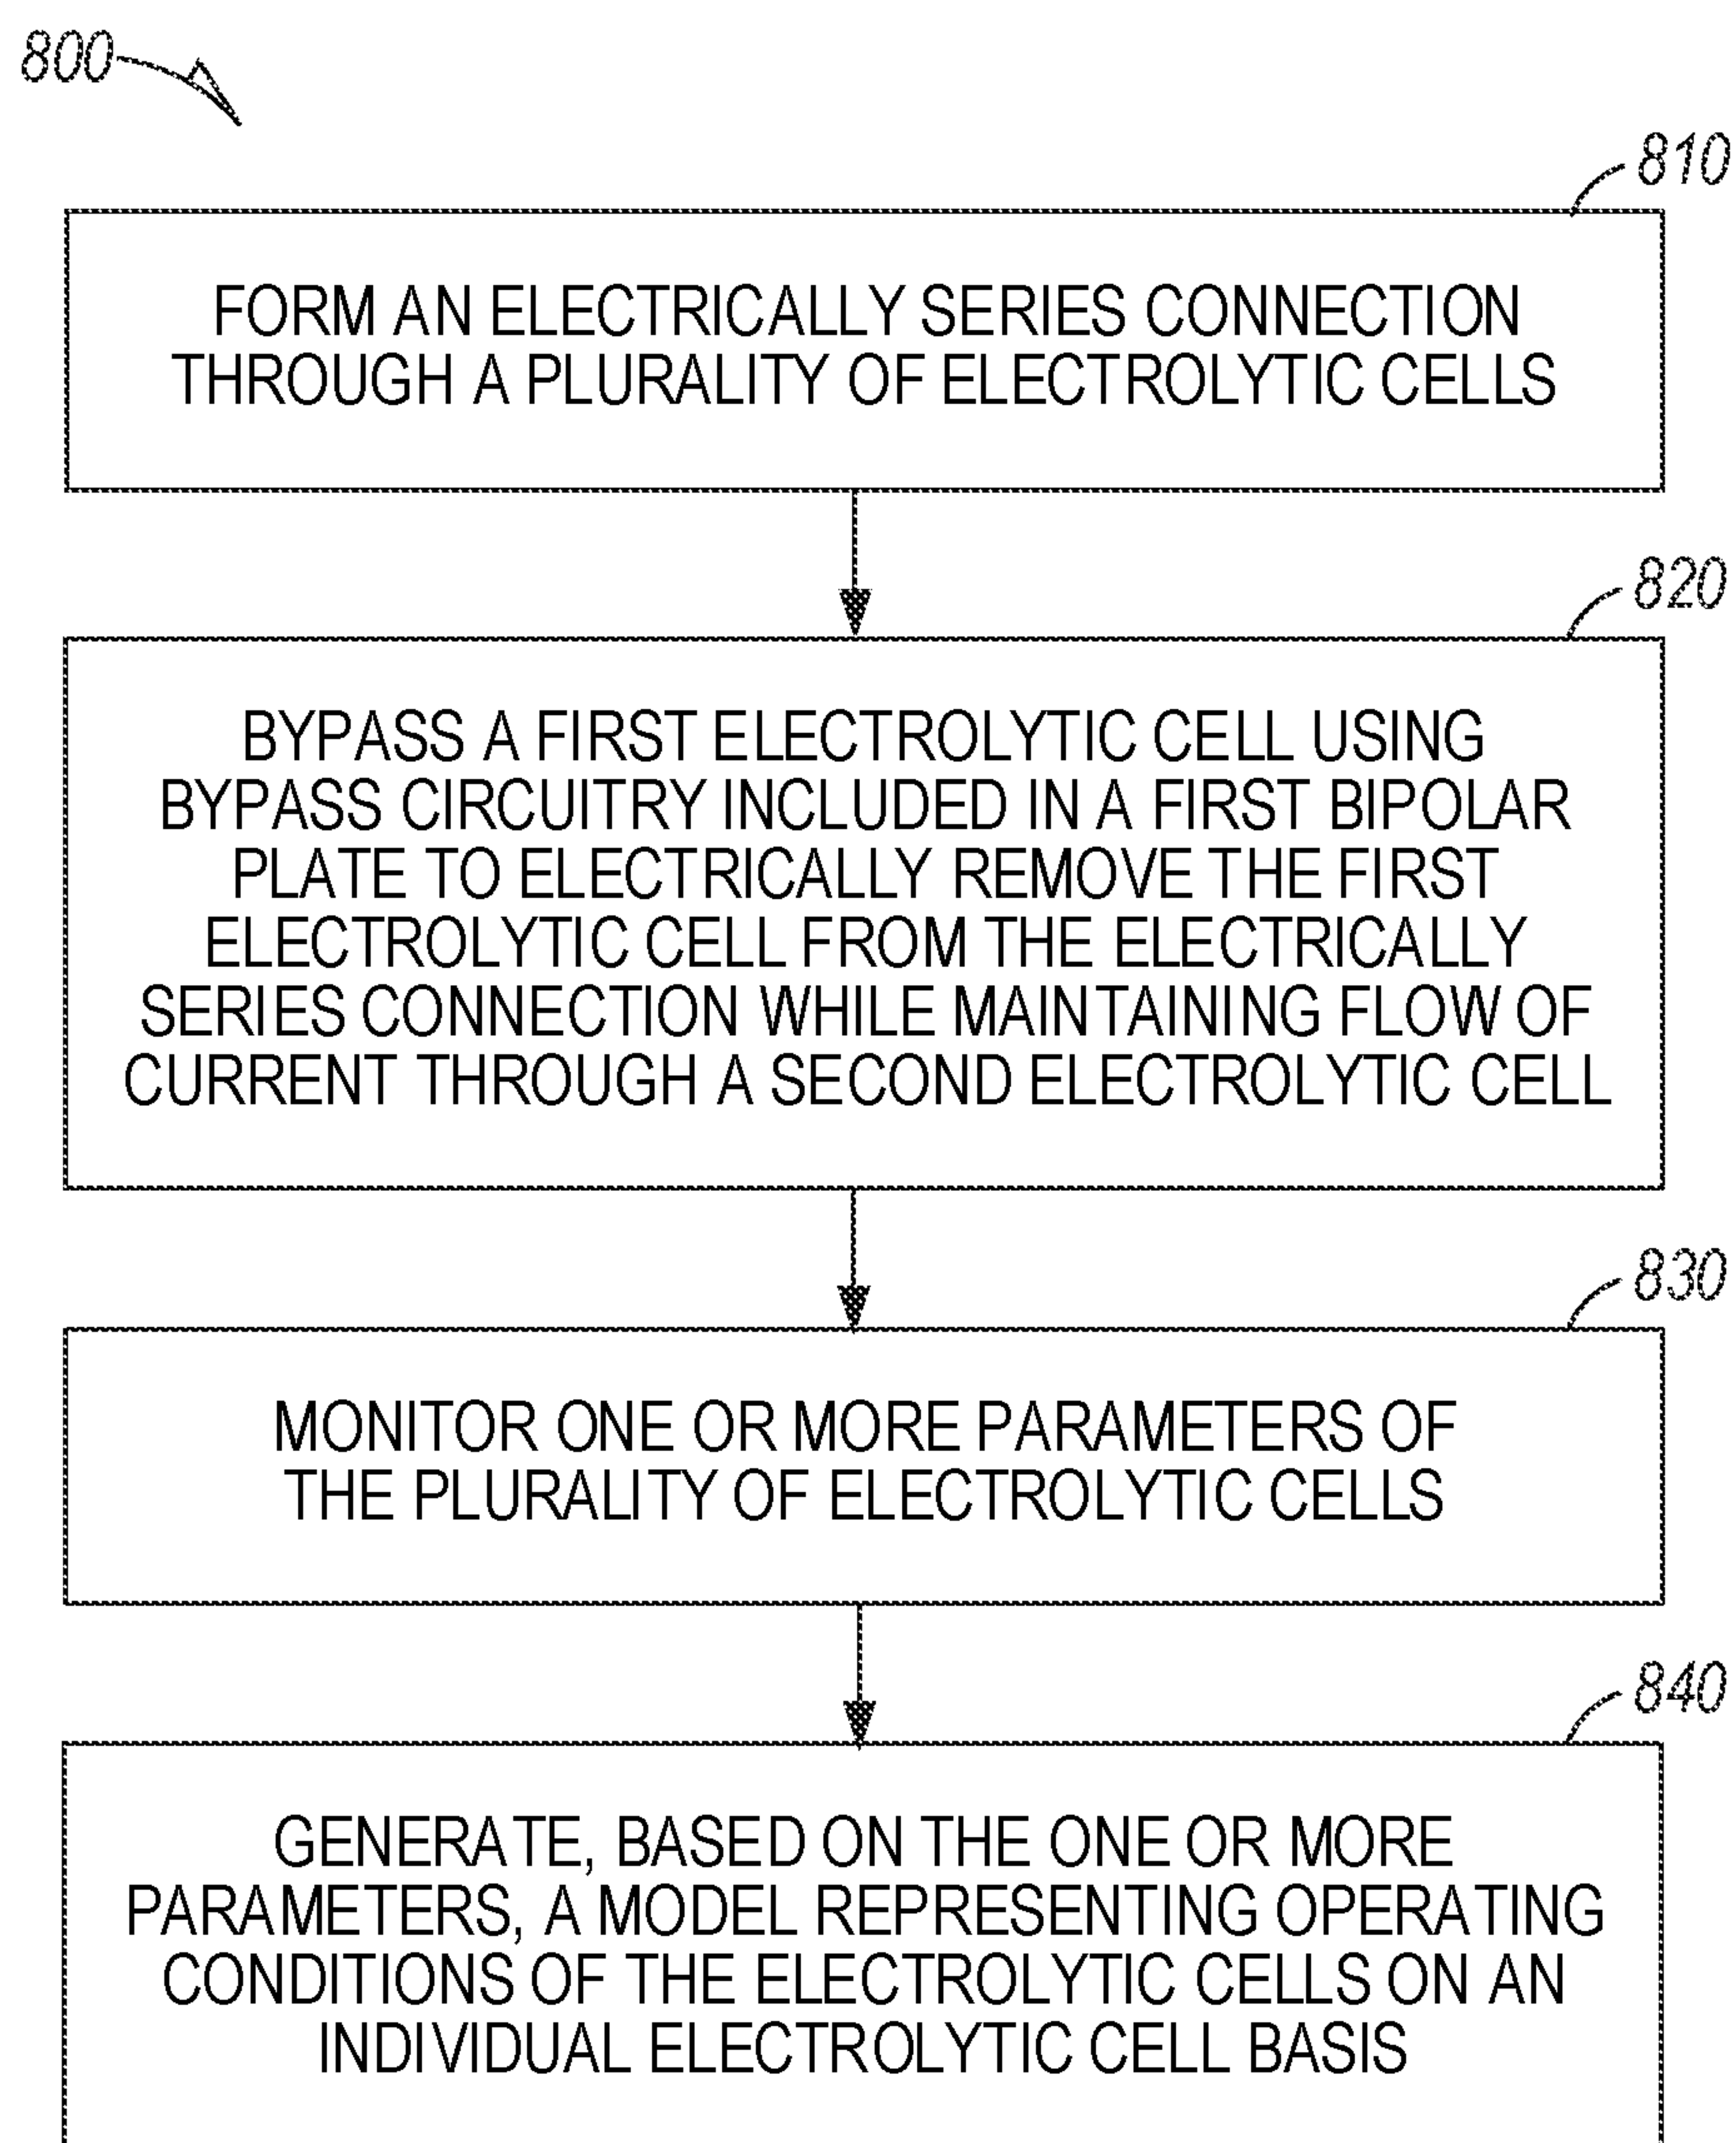 800
810
FORM AN ELECTRICALLY SERIES CONNECTION
THROUGH A PLURALITY OF ELECTROLYTIC CELLS
820
BYPASS A FIRST ELECTROLYTIC CELL USING
BYPASS CIRCUITRY INCLUDED IN A FIRST BIPOLAR
PLATE TO ELECTRICALLY REMOVE THE FIRST
ELECTROLYTIC CELL FROM THE ELECTRICALLY
SERIES CONNECTION WHILE MAINTAINING FLOW OF
CURRENT THROUGH A SECOND ELECTROLYTIC CELL
830
MONITOR ONE OR MORE PARAMETERS OF
THE PLURALITY OF ELECTROLYTIC CELLS
840
GENERATE, BASED ON THE ONE OR MORE
PARAMETERS, A MODEL REPRESENTING OPERATING
CONDITIONS OF THE ELECTROLYTIC CELLS ON AN
INDIVIDUAL ELECTROLYTIC CELL BASIS